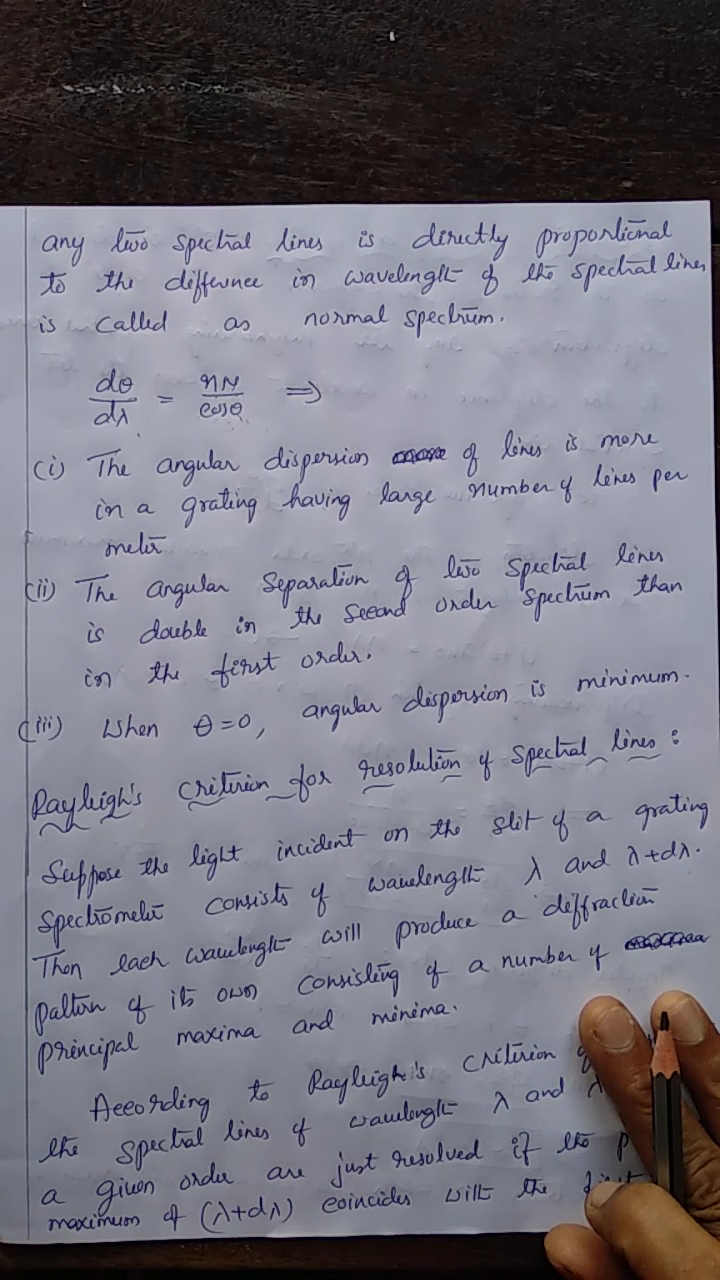 any two spectral lines is directly proportional
to the difference in wavelength of the spectral lines
is called as normal spectrum.
dθ/dλ = nN/cosθ ⇒
(i) The angular dispersion of lines is more
in a grating having large number of lines per
meter
(ii) The angular separation of two spectral lines
is double in the second order spectrum than
in the first order.
(iii) When θ=0, angular dispersion is minimum.
Rayleigh's criterion for resolution of spectral lines :
Suppose the light incident on the slit of a grating
spectrometer consists of wavelength λ and λ+dλ.
Then each wavelength will produce a diffraction
pattern of its own consisting of a number of
principal maxima and minima.
According to Rayleigh's criterion
the spectral lines of wavelength λ and
a given order are just resolved if the
maximum of (λ+dλ) coincides with the first